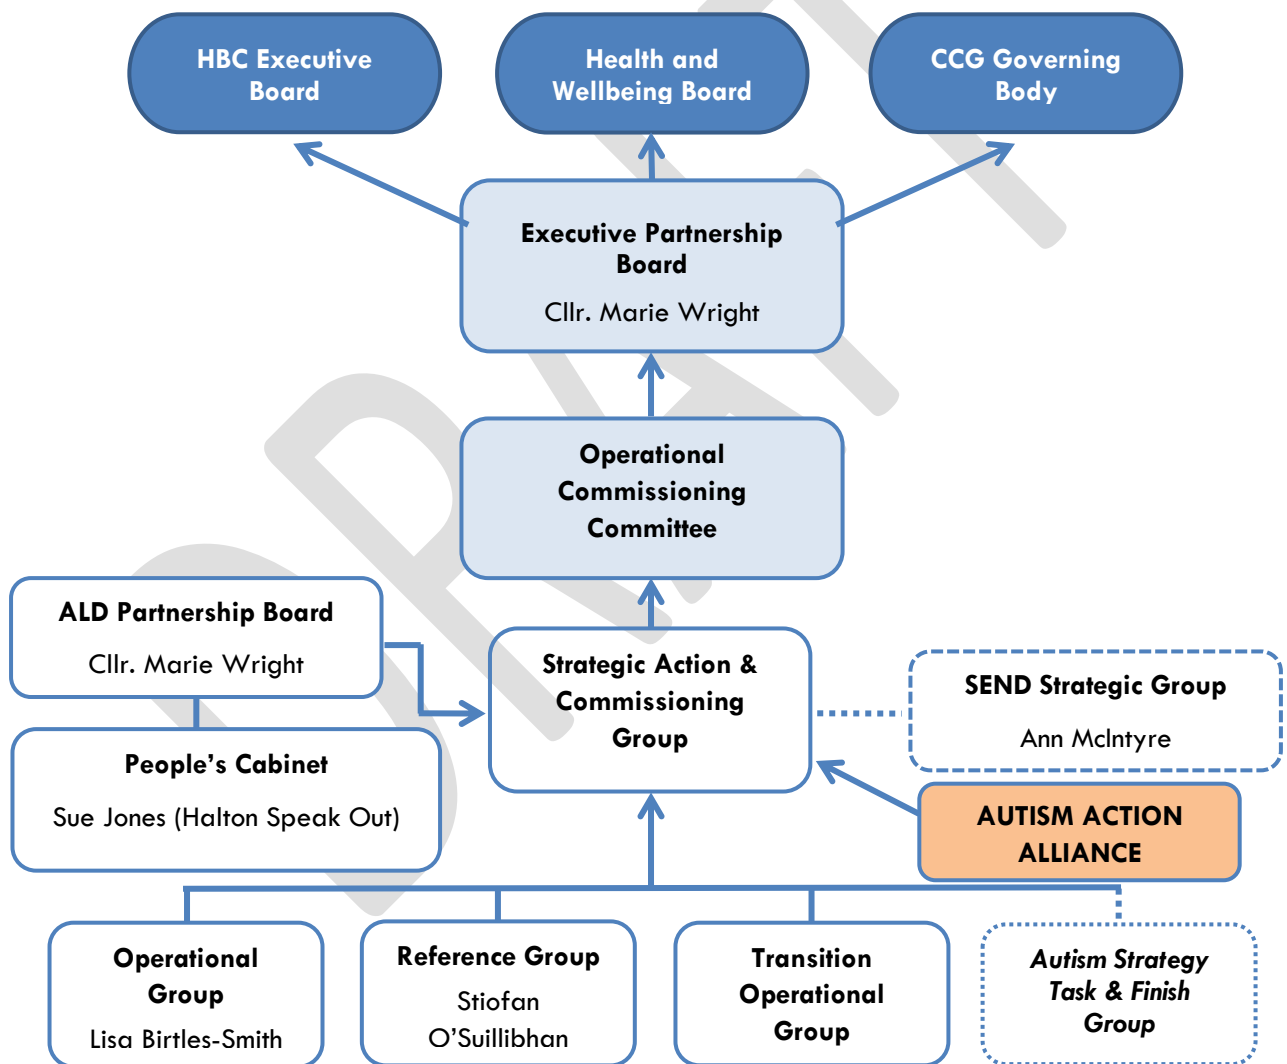 HBC Executive
Board
Health and
Wellbeing Board
CCG Governing
Body
Executive Partnership
Board
Cllr. Marie Wright
Operational
Commissioning
Committee
ALD Partnership Board
Cllr. Marie Wright
Strategic Action &
Commissioning
Group
SEND Strategic Group
Ann McIntyre
People's Cabinet
Sue Jones (Halton Speak Out)
AUTISM ACTION
ALLIANCE
Operational
Group
Lisa Birtles-Smith
Reference Group
Stiofan
O'Suillibhan
Transition
Operational
Group
Autism Strategy
Task & Finish
Group
DRAFT